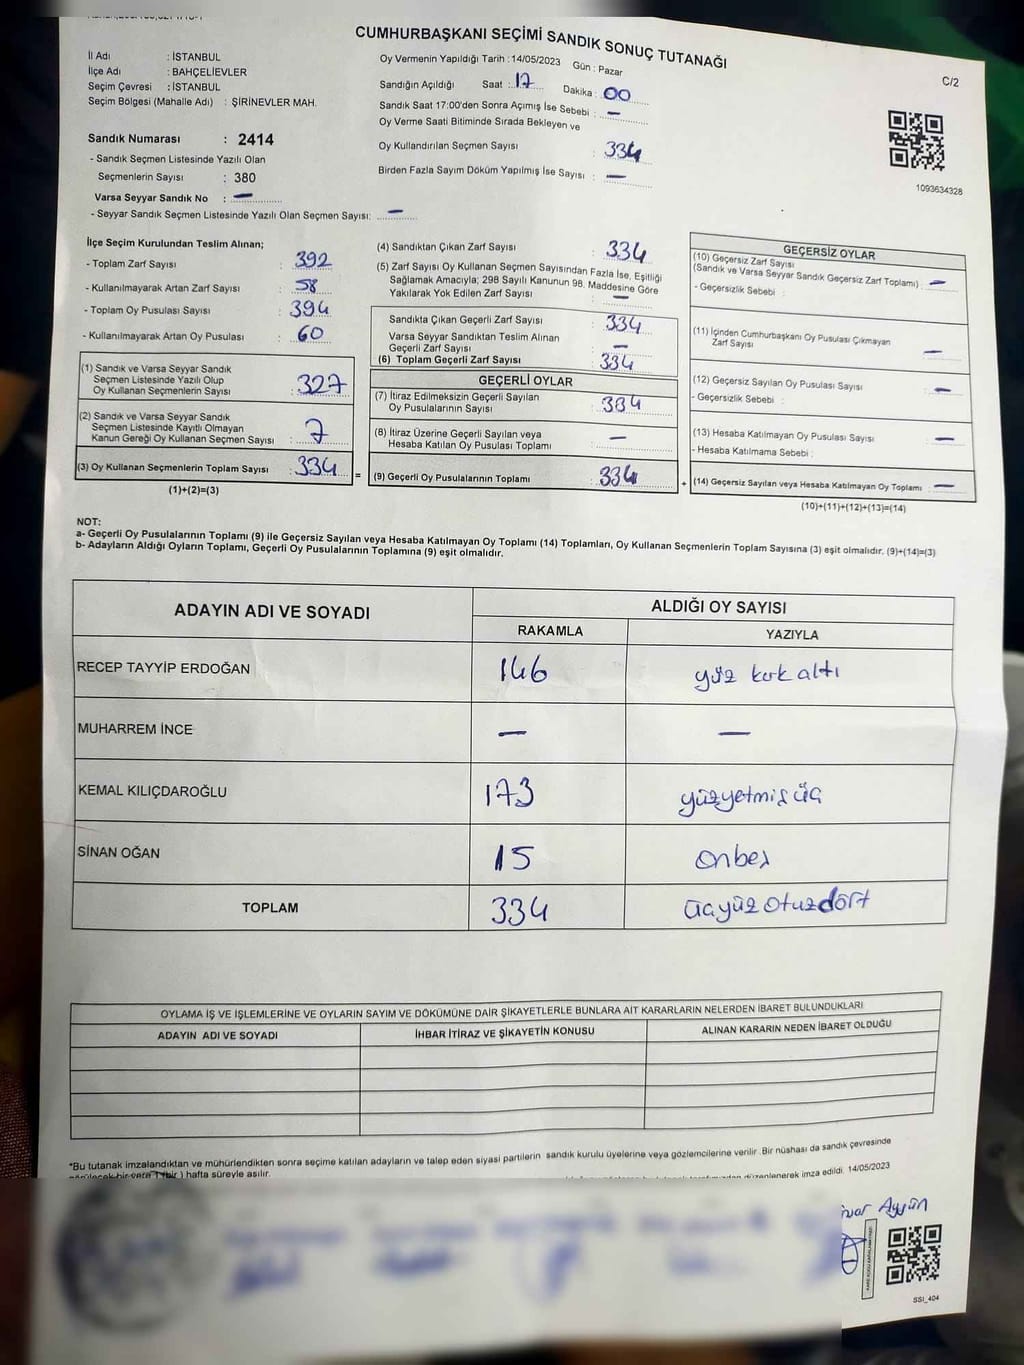 CUMHURBAŞKANI SEÇİMİ SANDIK SONUÇ TUTANAĞI
C/2
İl Adı : İSTANBUL
İlçe Adı : BAHÇELİEVLER
Seçim Çevresi : İSTANBUL
Seçim Bölgesi (Mahalle Adı) : ŞİRİNEVLER MAH.
Sandık Numarası : 2414
- Sandık Seçmen Listesinde Yazılı Olan
Seçmenlerin Sayısı : 380
Varsa Seyyar Sandık No : —
- Seyyar Sandık Seçmen Listesinde Yazılı Olan Seçmen Sayısı: —
Oy Vermenin Yapıldığı Tarih : 14/05/2023 Gün : Pazar
Sandığın Açıldığı Saat : 17 Dakika : 00
Sandık Saat 17:00'den Sonra Açımış İse Sebebi : —
Oy Verme Saati Bitiminde Sırada Bekleyen ve
Oy Kullandırılan Seçmen Sayısı : 334
Birden Fazla Sayım Döküm Yapılmış İse Sayısı : —
1093634328
İlçe Seçim Kurulundan Teslim Alınan;
- Toplam Zarf Sayısı : 392
- Kullanılmayarak Artan Zarf Sayısı : 58
- Toplam Oy Pusulası Sayısı : 394
- Kullanılmayarak Artan Oy Pusulası : 60
(1) Sandık ve Varsa Seyyar Sandık
Seçmen Listesinde Yazılı Olup
Oy Kullanan Seçmenlerin Sayısı : 327
(2) Sandık ve Varsa Seyyar Sandık
Seçmen Listesinde Kayıtlı Olmayan
Kanun Gereği Oy Kullanan Seçmen Sayısı : 7
(3) Oy Kullanan Seçmenlerin Toplam Sayısı : 334 =
(1)+(2)=(3)
(4) Sandıktan Çıkan Zarf Sayısı : 334
(5) Zarf Sayısı Oy Kullanan Seçmen Sayısından Fazla İse, Eşitliği
Sağlamak Amacıyla; 298 Sayılı Kanunun 98. Maddesine Göre
Yakılarak Yok Edilen Zarf Sayısı : —
Sandıkta Çıkan Geçerli Zarf Sayısı : 334
Varsa Seyyar Sandıktan Teslim Alınan
Geçerli Zarf Sayısı : —
(6) Toplam Geçerli Zarf Sayısı : 334
GEÇERLİ OYLAR
(7) İtiraz Edilmeksizin Geçerli Sayılan
Oy Pusulalarının Sayısı : 334
(8) İtiraz Üzerine Geçerli Sayılan veya
Hesaba Katılan Oy Pusulası Toplamı : —
(9) Geçerli Oy Pusulalarının Toplamı : 334 +
GEÇERSİZ OYLAR
(10) Geçersiz Zarf Sayısı
(Sandık ve Varsa Seyyar Sandık Geçersiz Zarf Toplamı) : —
- Geçersizlik Sebebi :
(11) İçinden Cumhurbaşkanı Oy Pusulası Çıkmayan
Zarf Sayısı —
(12) Geçersiz Sayılan Oy Pusulası Sayısı : —
- Geçersizlik Sebebi :
(13) Hesaba Katılmayan Oy Pusulası Sayısı : —
- Hesaba Katılmama Sebebi :
(14) Geçersiz Sayılan veya Hesaba Katılmayan Oy Toplamı : —
(10)+(11)+(12)+(13)=(14)
NOT:
a- Geçerli Oy Pusulalarının Toplamı (9) ile Geçersiz Sayılan veya Hesaba Katılmayan Oy Toplamı (14) Toplamları, Oy Kullanan Seçmenlerin Toplam Sayısına (3) eşit olmalıdır. (9)+(14)=(3)
b- Adayların Aldığı Oyların Toplamı, Geçerli Oy Pusulalarının Toplamına (9) eşit olmalıdır.
ADAYIN ADI VE SOYADI ALDIĞI OY SAYISI
RAKAMLA YAZIYLA
RECEP TAYYİP ERDOĞAN 146 yüz kırk altı
MUHARREM İNCE — —
KEMAL KILIÇDAROĞLU 173 yüzyetmiş üç
SİNAN OĞAN 15 onbeş
TOPLAM 334 üçyüz otuzdört
OYLAMA İŞ VE İŞLEMLERİNE VE OYLARIN SAYIM VE DÖKÜMÜNE DAİR ŞİKAYETLERLE BUNLARA AİT KARARLARIN NELERDEN İBARET BULUNDUKLARI
ADAYIN ADI VE SOYADI İHBAR İTİRAZ VE ŞİKAYETİN KONUSU ALINAN KARARIN NEDEN İBARET OLDUĞU
*Bu tutanak imzalandıktan ve mühürlendikten sonra seçime katılan adayların ve talep eden siyasi partilerin sandık kurulu üyelerine veya gözlemcilerine verilir. Bir nüshası da sandık çevresinde
hafta süreyle asılır.
düzenlenerek imza edildi. 14/05/2023
Aygün
SSI_404